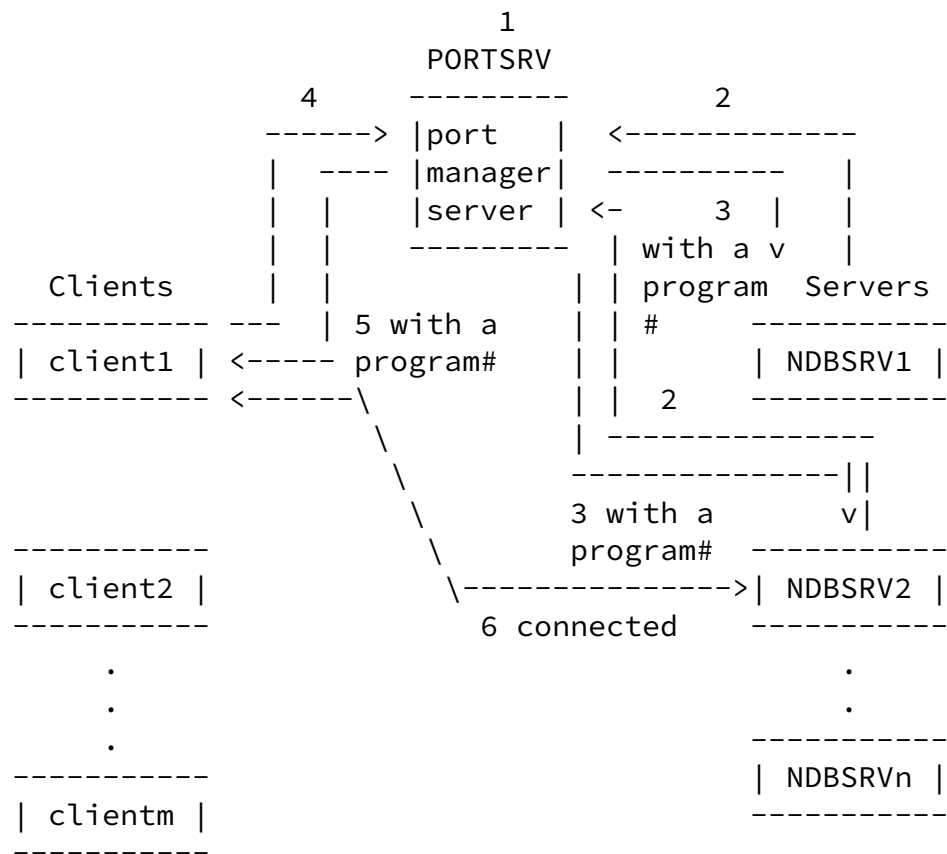 1
PORTSRV
4 --------- 2
------> |port | <-------------
| ---- |manager| ---------- |
| | |server | <- 3 | |
| | --------- | with a v |
Clients | | | | program Servers
----------- --- | 5 with a | | # -----------
| client1 | <----- program# | | | NDBSRV1 |
----------- <------\ | | 2 -----------
\ | ---------------
\ ---------------||
\ 3 with a v|
----------- \ program# -----------
| client2 | \--------------->| NDBSRV2 |
----------- 6 connected -----------
. .
. .
. -----------
----------- | NDBSRVn |
| clientm | -----------
-----------